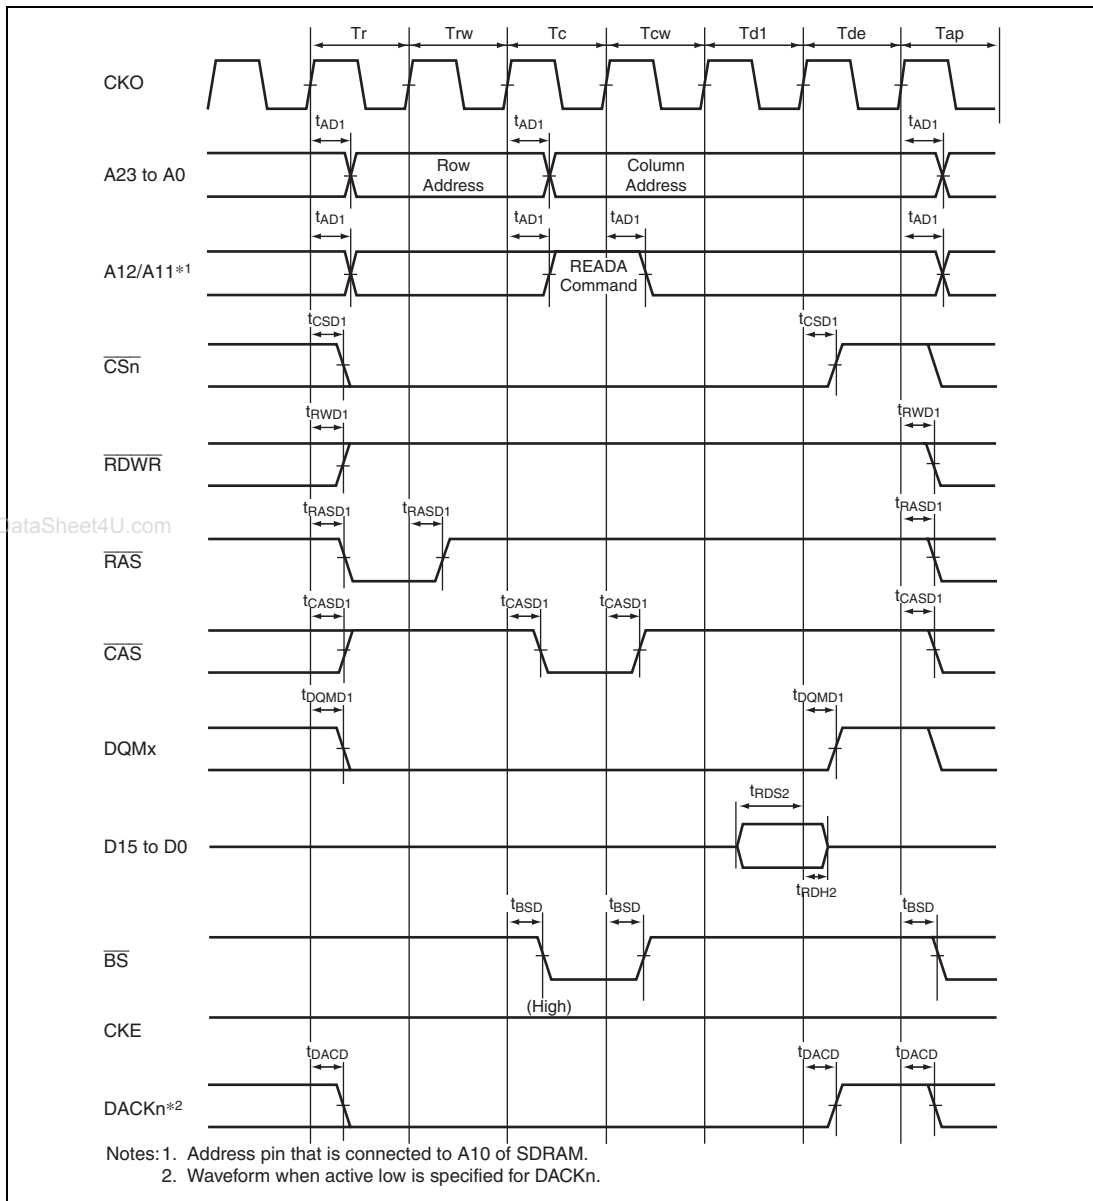 Tr Trw Tc Tcw Td1 Tde Tap
CKO
tAD1 tAD1 tAD1
A23 to A0 Row Address Column Address
tAD1 tAD1 tAD1 tAD1
A12/A11*1 READA Command
tCSD1 tCSD1
CSn
tRWD1 tRWD1
RDWR
tRASD1 tRASD1 tRASD1
DataSheet4U.com
RAS
tCASD1 tCASD1 tCASD1 tCASD1
CAS
tDQMD1 tDQMD1
DQMx
tRDS2
D15 to D0
tRDH2
tBSD tBSD tBSD
BS
(High)
CKE
tDACD tDACD tDACD
DACKn*2
Notes: 1. Address pin that is connected to A10 of SDRAM.
2. Waveform when active low is specified for DACKn.